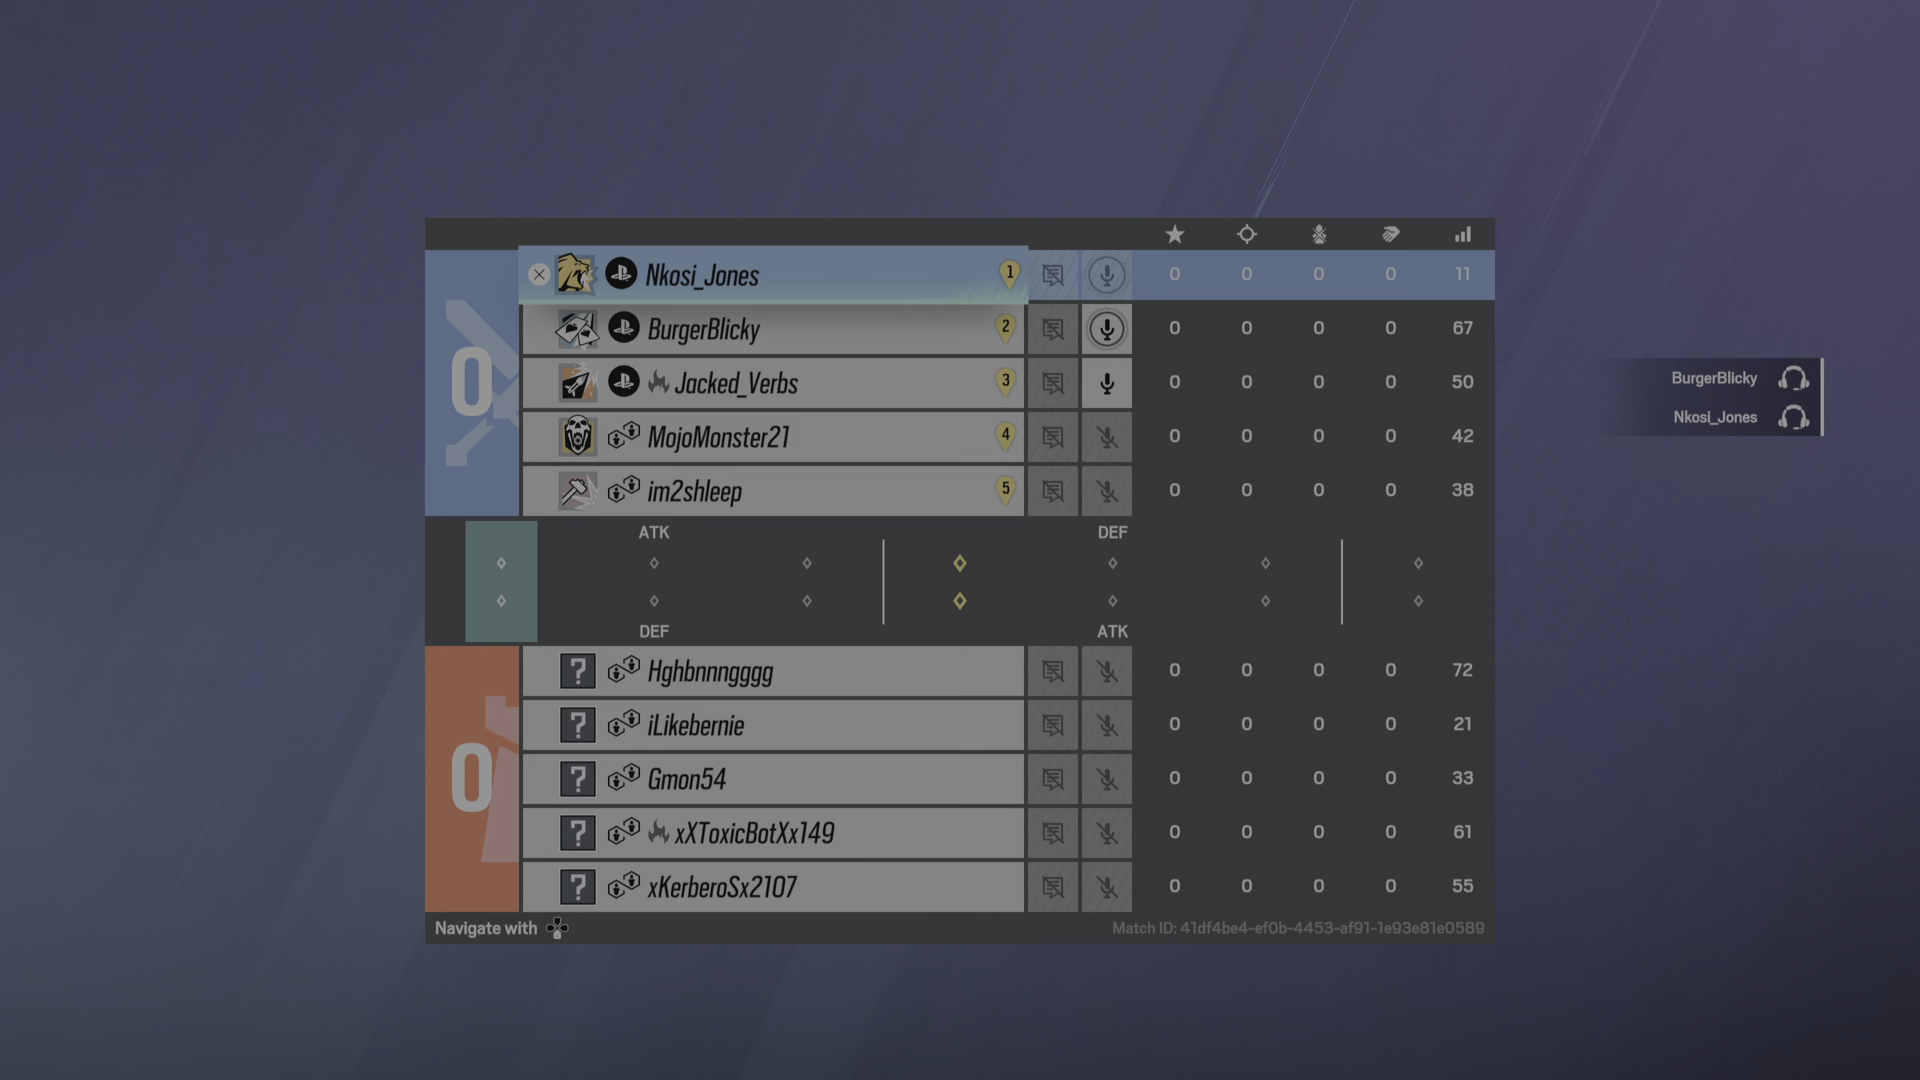 Nkosi_Jones 1 0 0 0 0 11
BurgerBlicky 2 0 0 0 0 67
Jacked_Verbs 3 0 0 0 0 50
MojoMonster21 4 0 0 0 0 42
im2shleep 5 0 0 0 0 38
0
BurgerBlicky
Nkosi_Jones
ATK DEF
DEF ATK
? Hghbnnngggg 0 0 0 0 72
? iLikebernie 0 0 0 0 21
? Gmon54 0 0 0 0 33
? xXToxicBotXx149 0 0 0 0 61
? xKerberoSx2107 0 0 0 0 55
0
Navigate with
Match ID: 41df4be4-ef0b-4453-af91-1e93e81e0589